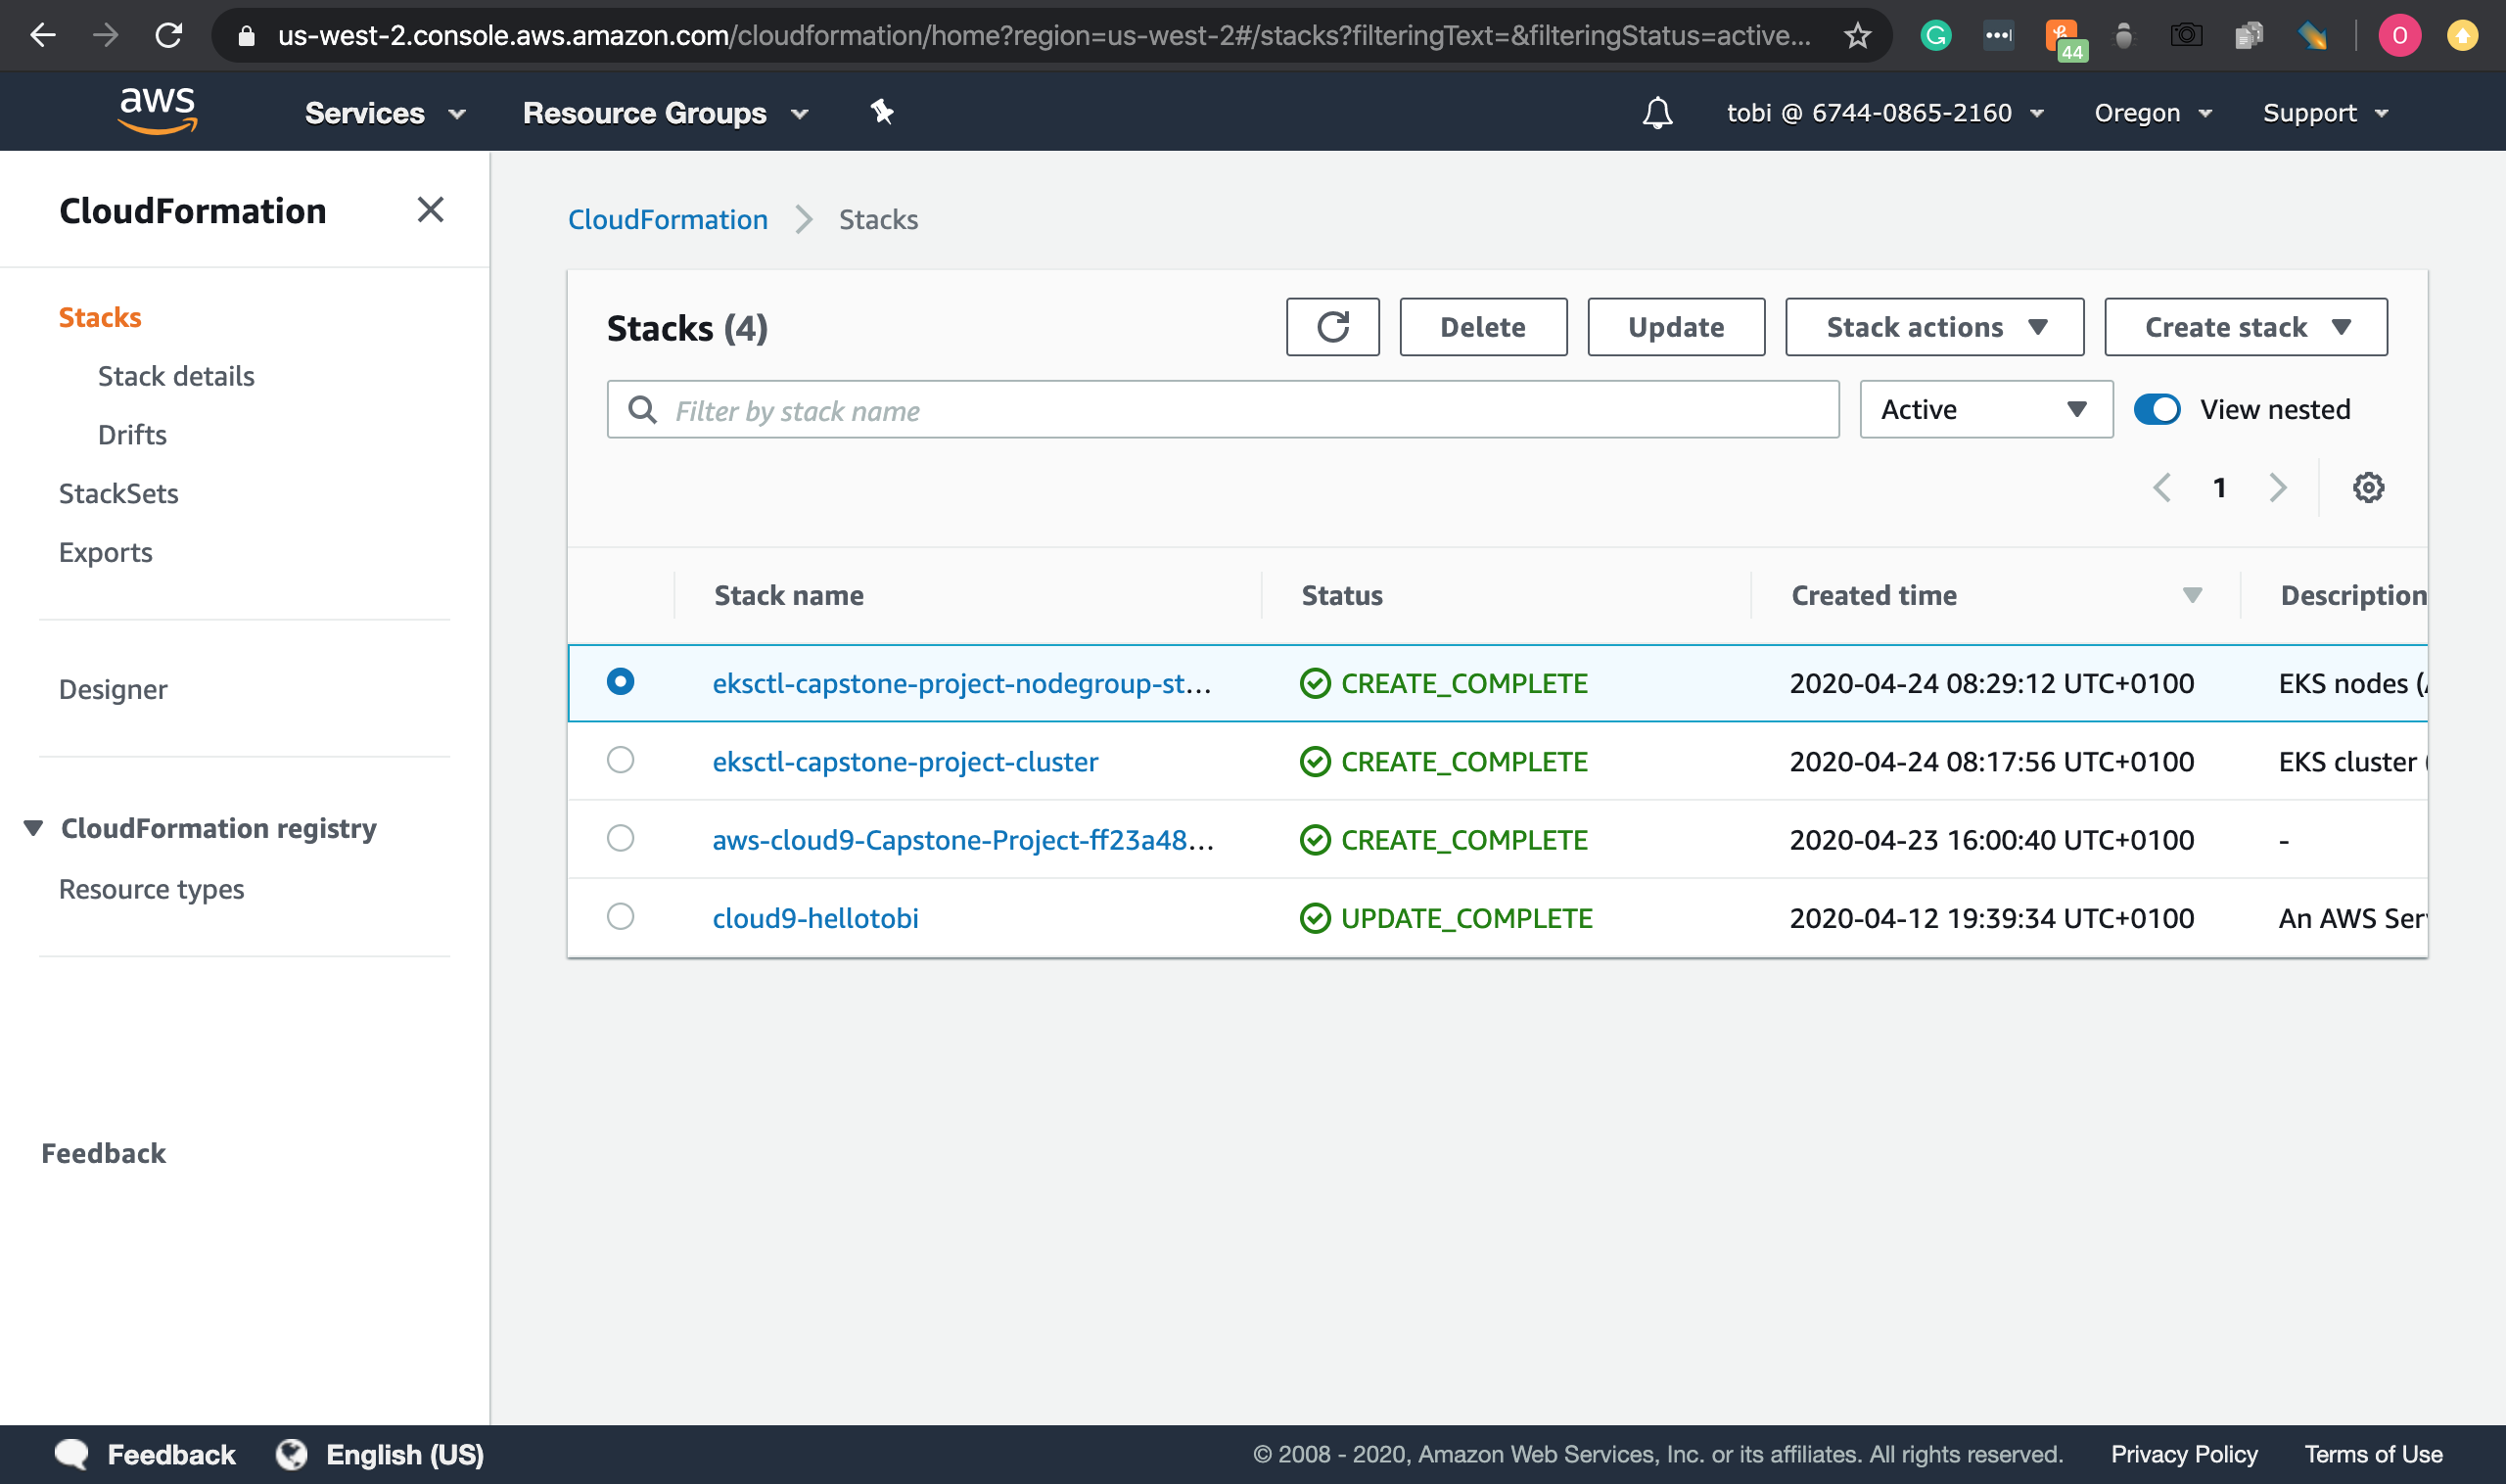 us-west-2.console.aws.amazon.com/cloudformation/home?region=us-west-2#/stacks?filteringText=&filteringStatus=active...
44
O
aws
Services
Resource Groups
tobi @ 6744-0865-2160
Oregon
Support
CloudFormation
Stacks
Stack details
Drifts
StackSets
Exports
Designer
CloudFormation registry
Resource types
Feedback
CloudFormation
Stacks
Stacks (4)
Delete
Update
Stack actions
Create stack
Filter by stack name
Active
View nested
1
Stack name Status Created time Description
eksctl-capstone-project-nodegroup-st... CREATE_COMPLETE 2020-04-24 08:29:12 UTC+0100 EKS nodes (
eksctl-capstone-project-cluster CREATE_COMPLETE 2020-04-24 08:17:56 UTC+0100 EKS cluster (
aws-cloud9-Capstone-Project-ff23a48... CREATE_COMPLETE 2020-04-23 16:00:40 UTC+0100 -
cloud9-hellotobi UPDATE_COMPLETE 2020-04-12 19:39:34 UTC+0100 An AWS Ser
Feedback
English (US)
© 2008 - 2020, Amazon Web Services, Inc. or its affiliates. All rights reserved.
Privacy Policy
Terms of Use